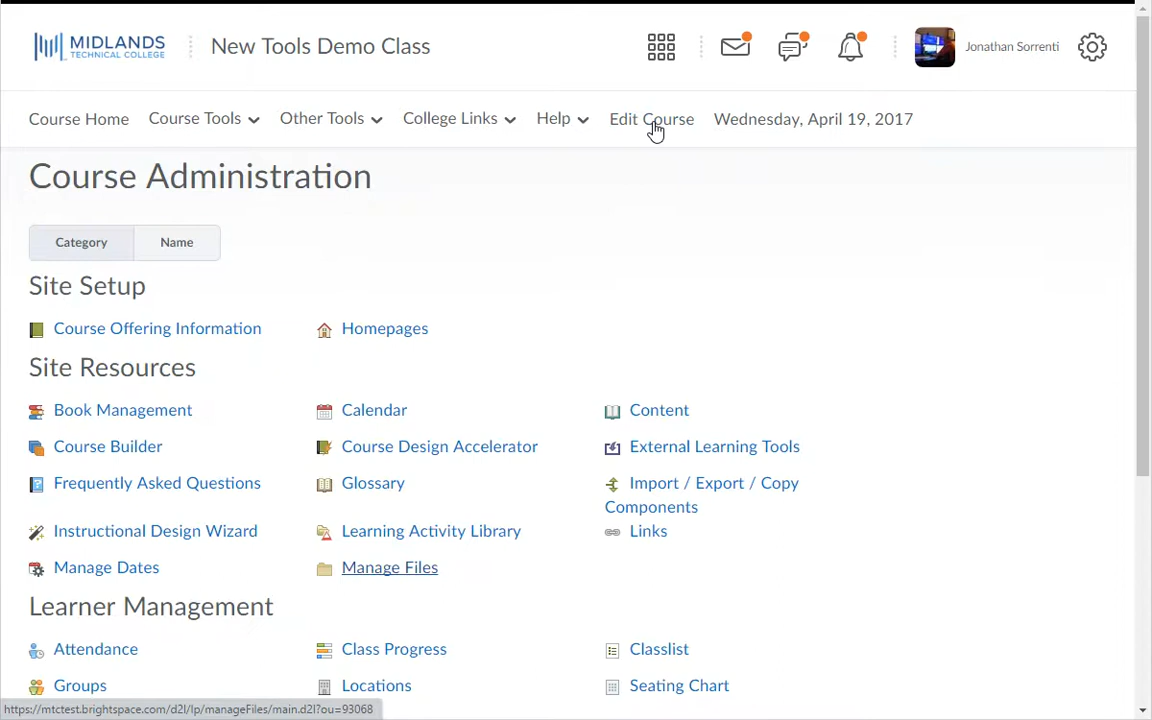 MIDLANDS
TECHNICAL COLLEGE
New Tools Demo Class
Jonathan Sorrenti
Course Home
Course Tools
Other Tools
College Links
Help
Edit Course
Wednesday, April 19, 2017
Course Administration
Category
Name
Site Setup
Course Offering Information
Homepages
Site Resources
Book Management
Calendar
Content
Course Builder
Course Design Accelerator
External Learning Tools
Frequently Asked Questions
Glossary
Import / Export / Copy
Components
Instructional Design Wizard
Learning Activity Library
Links
Manage Dates
Manage Files
Learner Management
Attendance
Class Progress
Classlist
Groups
Locations
Seating Chart
https://mtctest.brightspace.com/d2l/lp/manageFiles/main.d2l?ou=93068